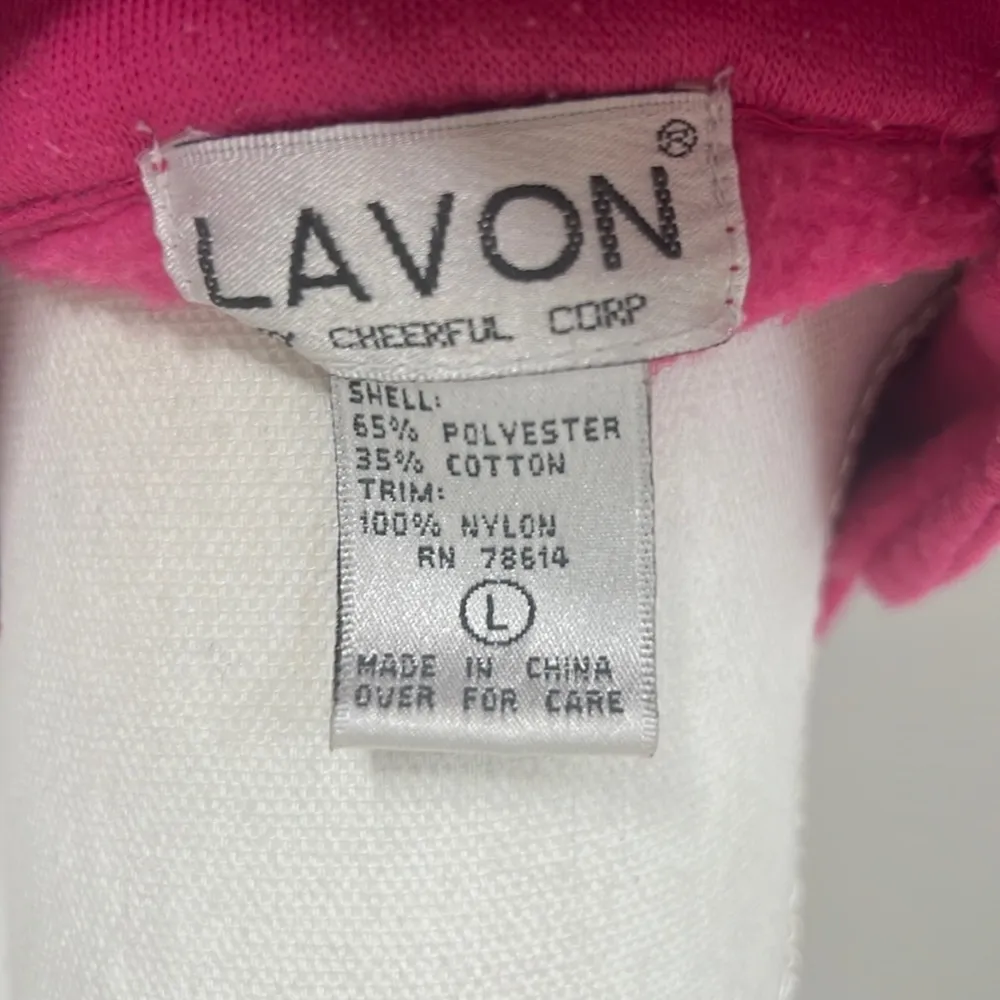 LAVON®
BY CHEERFUL CORP
SHELL:
65% POLYESTER
35% COTTON
TRIM:
100% NYLON
RN 78614
L
MADE IN CHINA
OVER FOR CARE